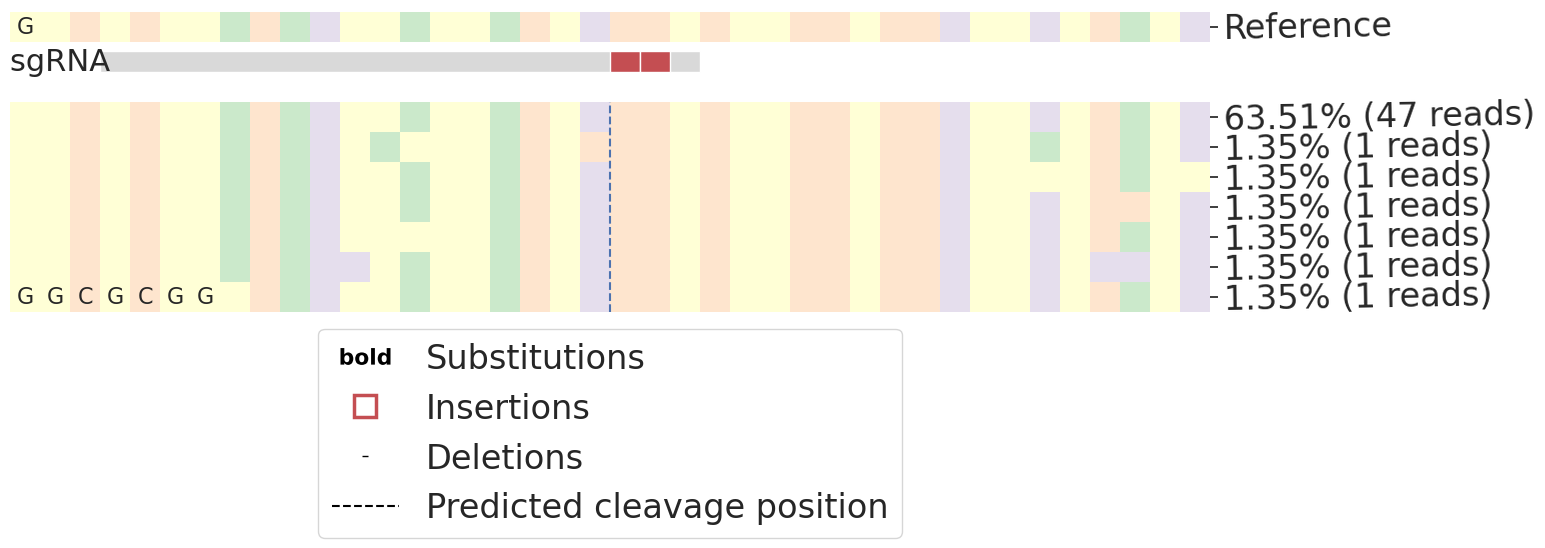 G Reference
sgRNA
63.51% (47 reads)
1.35% (1 reads)
1.35% (1 reads)
1.35% (1 reads)
1.35% (1 reads)
1.35% (1 reads)
G G C G C G G 1.35% (1 reads)
bold Substitutions
Insertions
- Deletions
Predicted cleavage position